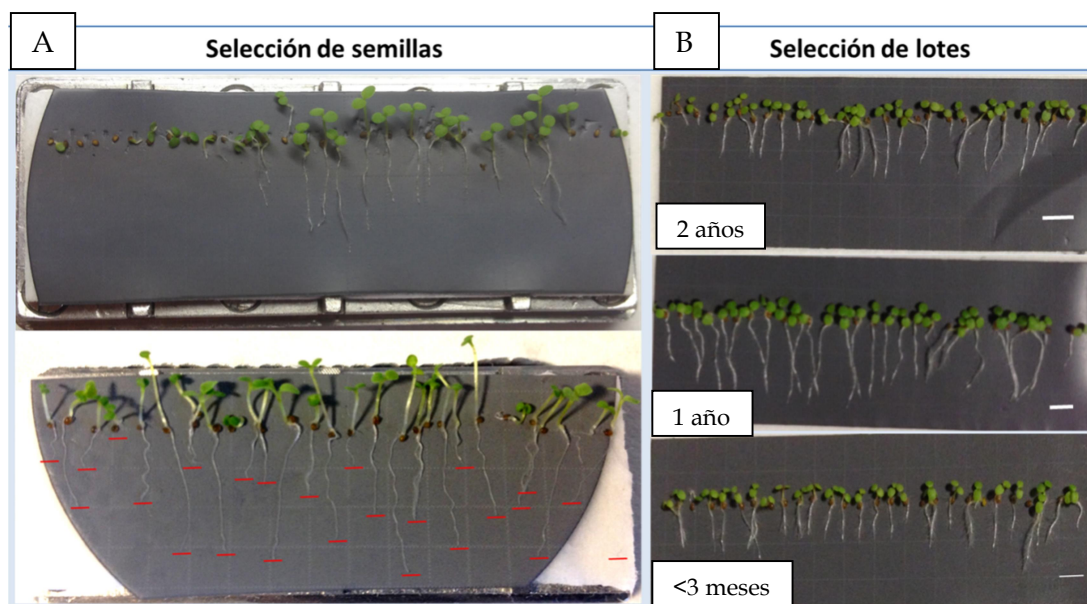 A
Selección de semillas
B
Selección de lotes
2 años
1 año
<3 meses